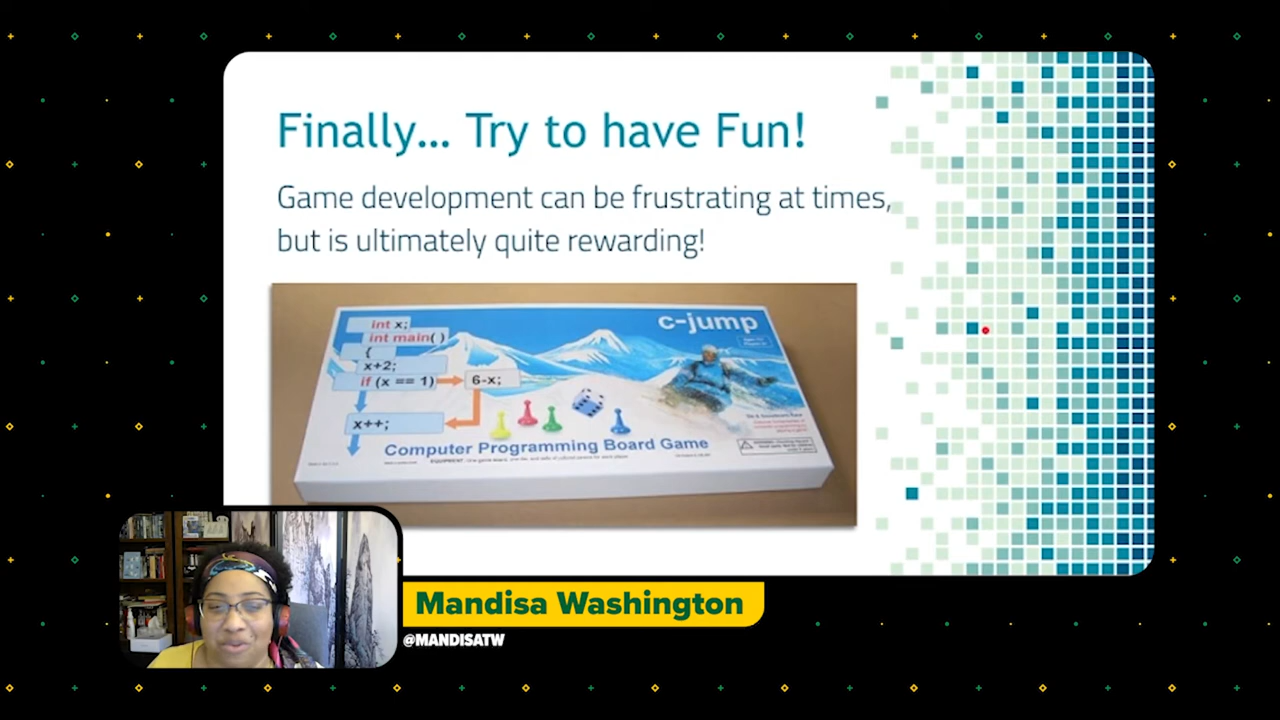 Finally... Try to have Fun!
Game development can be frustrating at times,
but is ultimately quite rewarding!
c-jump
int x;
int main( )
{
x+2;
if (x == 1)
6-x;
x++;
Computer Programming Board Game
Mandisa Washington
@MANDISATW